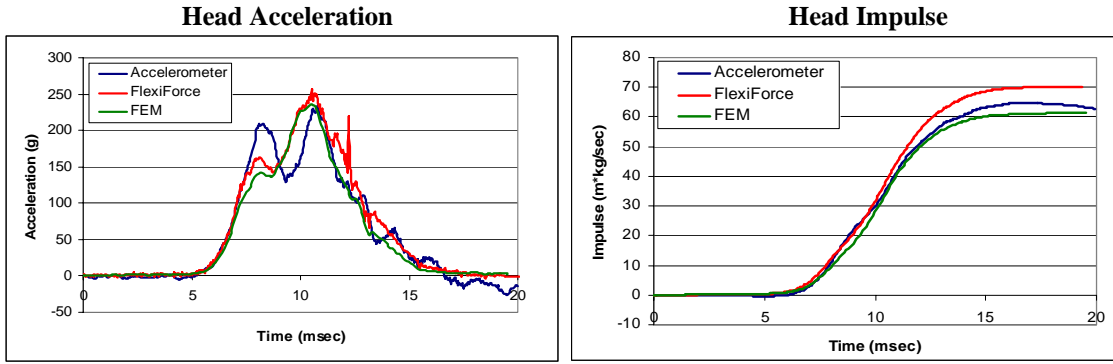 Head Acceleration
300
250
200
150
100
50
0
-50
Acceleration (g)
Accelerometer
FlexiForce
FEM
0 5 10 15 20
Time (msec)
Head Impulse
80
70
60
50
40
30
20
10
0
-10
Impulse (m*kg/sec)
Accelerometer
FlexiForce
FEM
0 5 10 15 20
Time (msec)